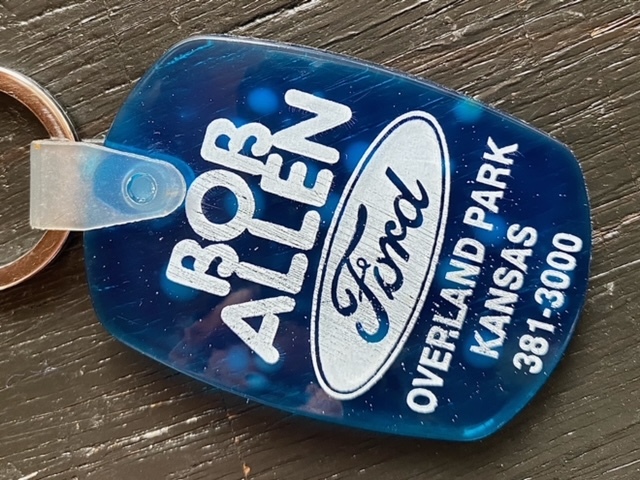 BOB
ALLEN
Ford
OVERLAND PARK
KANSAS
381-3000